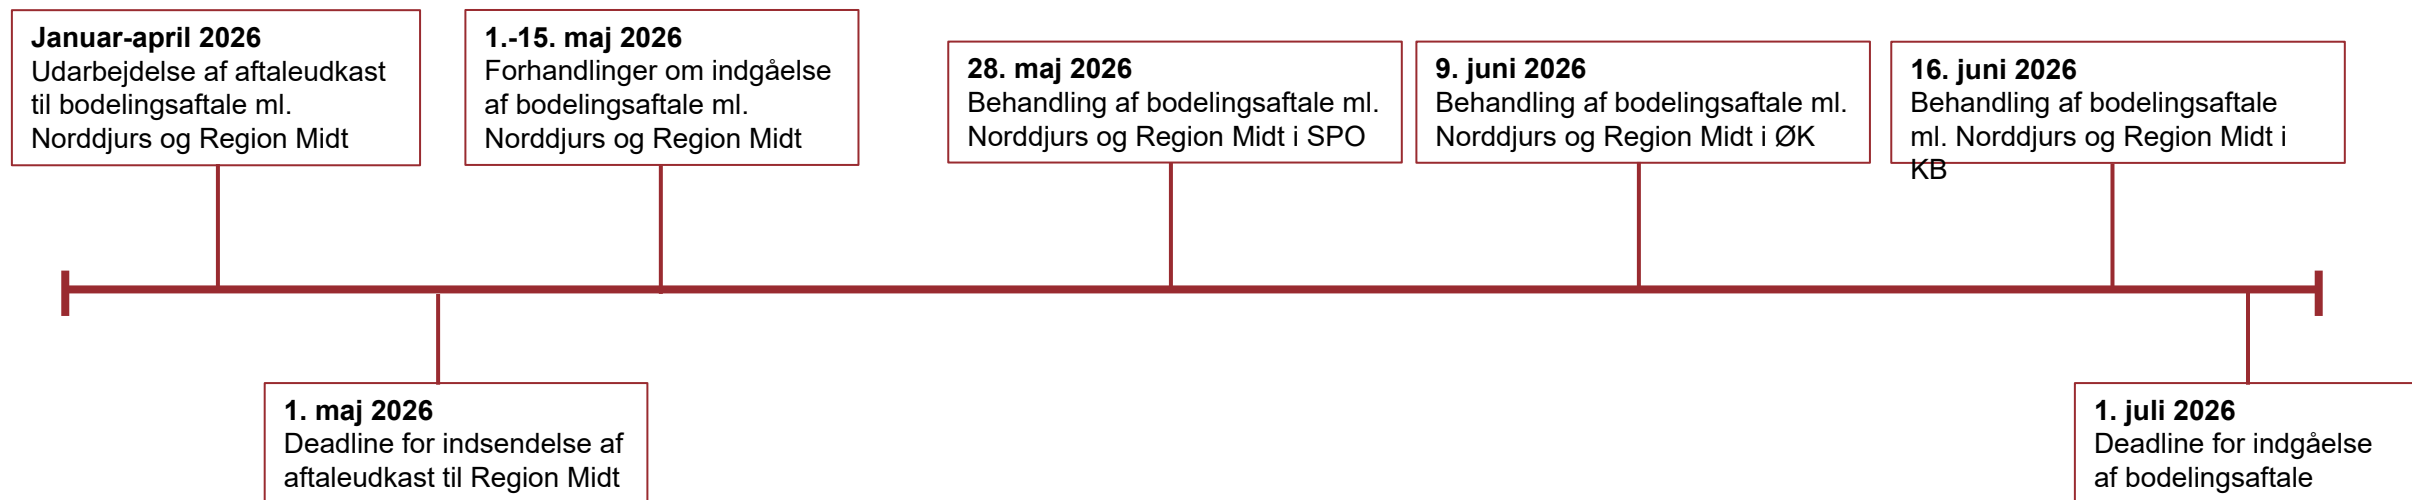 Januar-april 2026
Udarbejdelse af aftaleudkast
til bodelingsaftale ml.
Norddjurs og Region Midt
1.-15. maj 2026
Forhandlinger om indgåelse
af bodelingsaftale ml.
Norddjurs og Region Midt
28. maj 2026
Behandling af bodelingsaftale ml.
Norddjurs og Region Midt i SPO
9. juni 2026
Behandling af bodelingsaftale ml.
Norddjurs og Region Midt i ØK
16. juni 2026
Behandling af bodelingsaftale
ml. Norddjurs og Region Midt i
KB
1. maj 2026
Deadline for indsendelse af
aftaleudkast til Region Midt
1. juli 2026
Deadline for indgåelse
af bodelingsaftale